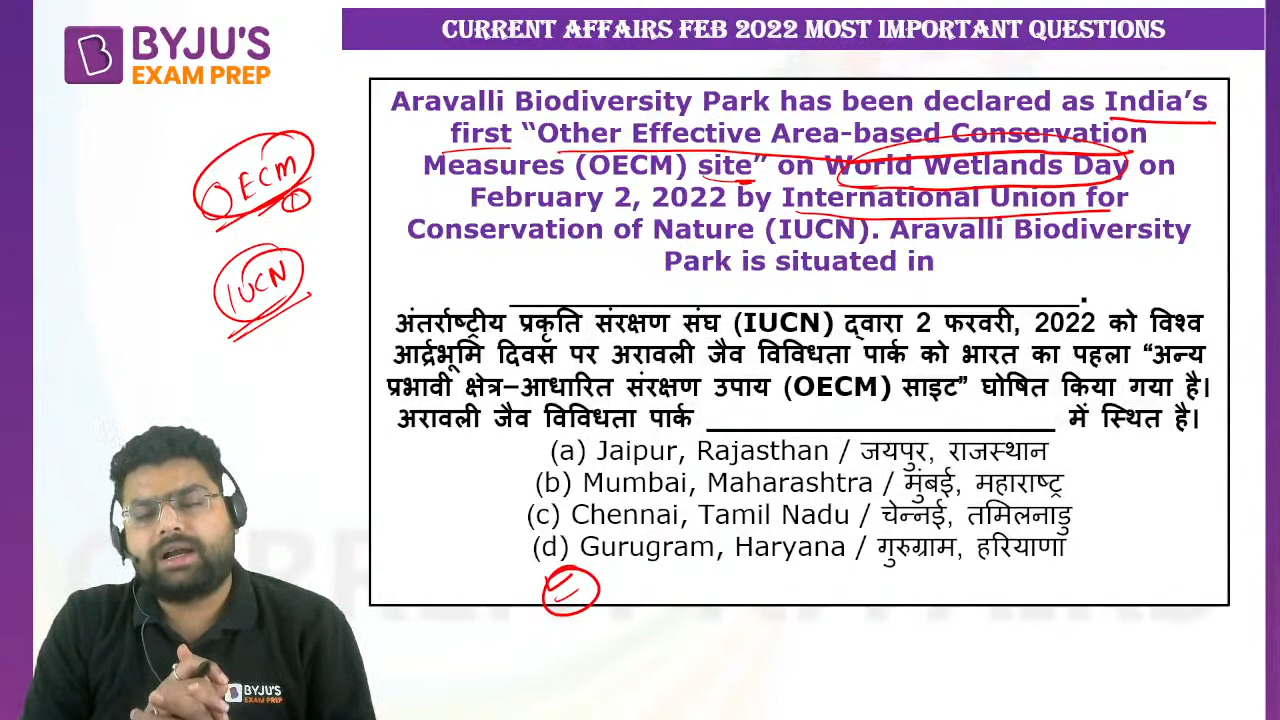 BYJU'S
EXAM PREP
CURRENT AFFAIRS FEB 2022 MOST IMPORTANT QUESTIONS
Aravalli Biodiversity Park has been declared as India's
first “Other Effective Area-based Conservation
Measures (OECM) site” on World Wetlands Day on
February 2, 2022 by International Union for
Conservation of Nature (IUCN). Aravalli Biodiversity
Park is situated in
____________________________________.
अंतर्राष्ट्रीय प्रकृति संरक्षण संघ (IUCN) द्वारा 2 फरवरी, 2022 को विश्व
आर्द्रभूमि दिवस पर अरावली जैव विविधता पार्क को भारत का पहला “अन्य
प्रभावी क्षेत्र–आधारित संरक्षण उपाय (OECM) साइट” घोषित किया गया है।
अरावली जैव विविधता पार्क ______________________ में स्थित है।
(a) Jaipur, Rajasthan / जयपुर, राजस्थान
(b) Mumbai, Maharashtra / मुंबई, महाराष्ट्र
(c) Chennai, Tamil Nadu / चेन्नई, तमिलनाडु
(d) Gurugram, Haryana / गुरुग्राम, हरियाणा
OECM
1
IUCN
BYJU'S
EXAM PREP